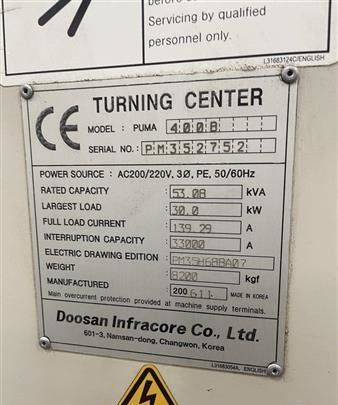 Servicing by qualified
personnel only.
L31683124C/ENGLISH
CE TURNING CENTER
MODEL : PUMA 400B
SERIAL NO. : PM352752
POWER SOURCE : AC200/220V, 3Ø, PE, 50/60Hz
RATED CAPACITY : 53.08 kVA
LARGEST LOAD : 30.0 kW
FULL LOAD CURRENT : 139.29 A
INTERRUPTION CAPACITY : 33000 A
ELECTRIC DRAWING EDITION :
WEIGHT : 8200 kgf
MANUFACTURED : 200 6.11 MADE IN KOREA
Main overcurrent protection provided at machine supply terminals.
Doosan Infracore Co., Ltd.
601-3, Namsan-dong, Changwon, Korea